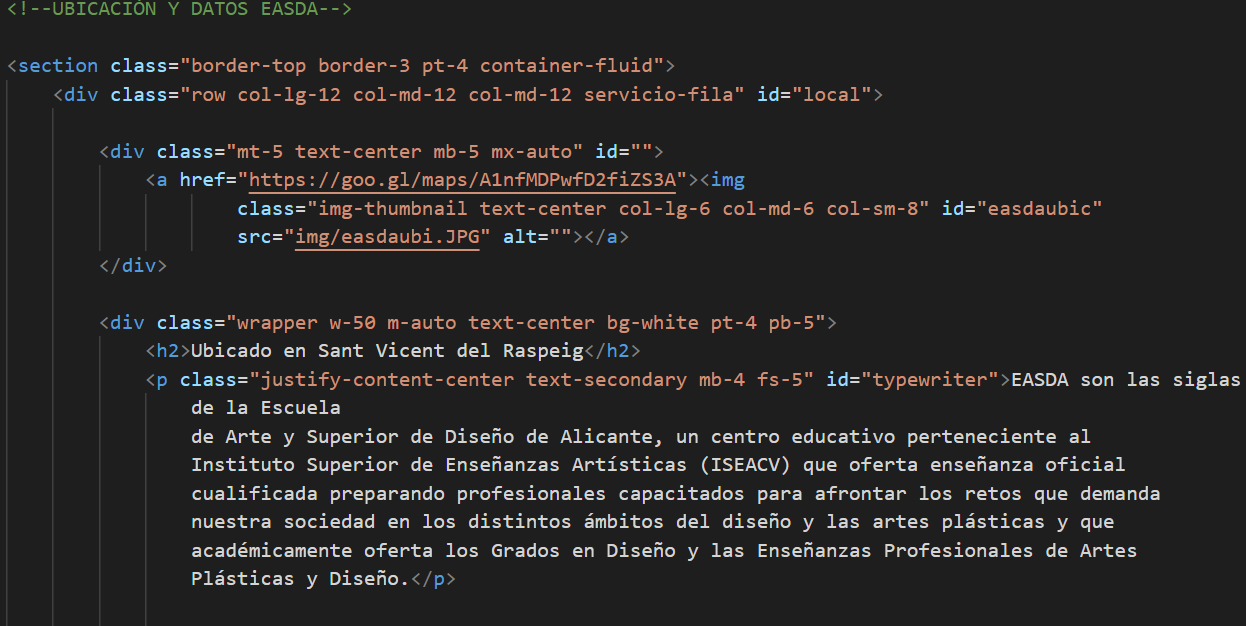 <!--UBICACIÓN Y DATOS EASDA-->
<section class="border-top border-3 pt-4 container-fluid">
<div class="row col-lg-12 col-md-12 col-md-12 servicio-fila" id="local">
<div class="mt-5 text-center mb-5 mx-auto" id="">
<a href="https://goo.gl/maps/A1nfMDPwfD2fiZS3A"><img
class="img-thumbnail text-center col-lg-6 col-md-6 col-sm-8" id="easdaubic"
src="img/easdaubi.JPG" alt=""></a>
</div>
<div class="wrapper w-50 m-auto text-center bg-white pt-4 pb-5">
<h2>Ubicado en Sant Vicent del Raspeig</h2>
<p class="justify-content-center text-secondary mb-4 fs-5" id="typewriter">EASDA son las siglas
de la Escuela
de Arte y Superior de Diseño de Alicante, un centro educativo perteneciente al
Instituto Superior de Enseñanzas Artísticas (ISEACV) que oferta enseñanza oficial
cualificada preparando profesionales capacitados para afrontar los retos que demanda
nuestra sociedad en los distintos ámbitos del diseño y las artes plásticas y que
académicamente oferta los Grados en Diseño y las Enseñanzas Profesionales de Artes
Plásticas y Diseño.</p>